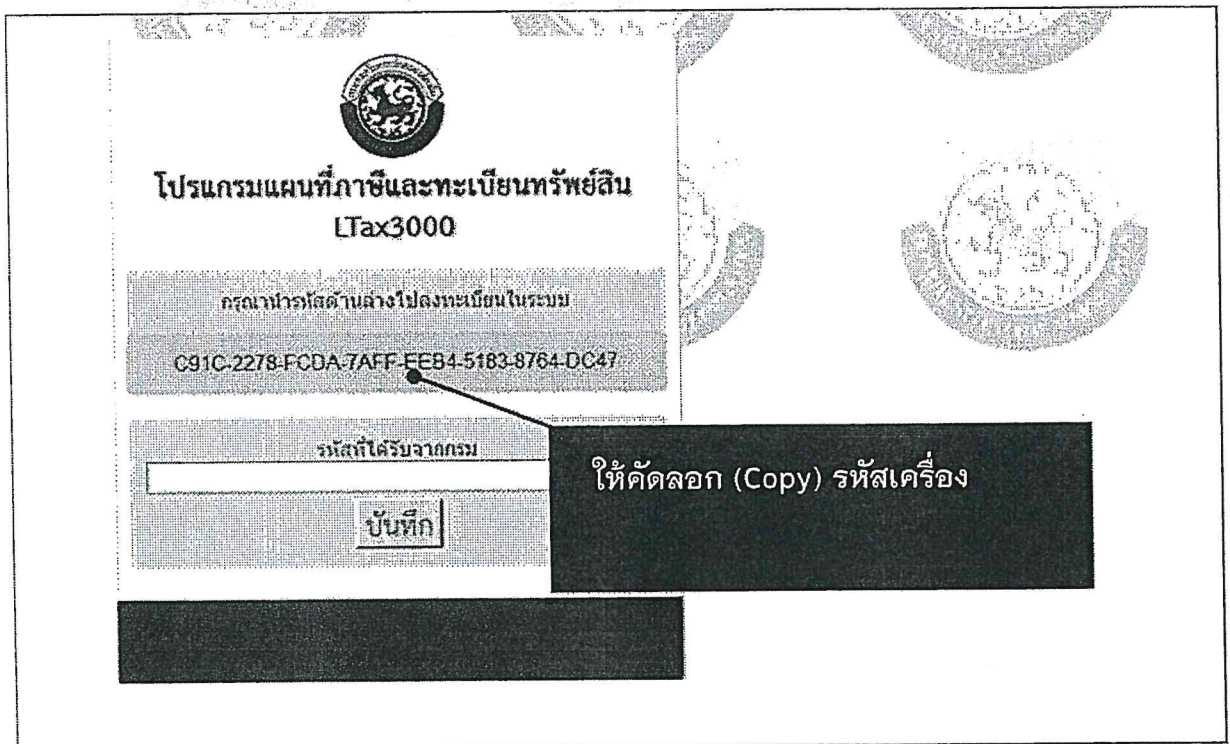 โปรแกรมแผนที่ภาษีและทะเบียนทรัพย์สิน
LTax3000
กรุณานำรหัสด้านล่างไปลงทะเบียนในระบบ
C91C-2278-FCDA-7AFF-EEB4-5183-8764-DC47
รหัสที่ได้รับจากกรม
บันทึก
ให้คัดลอก (Copy) รหัสเครื่อง